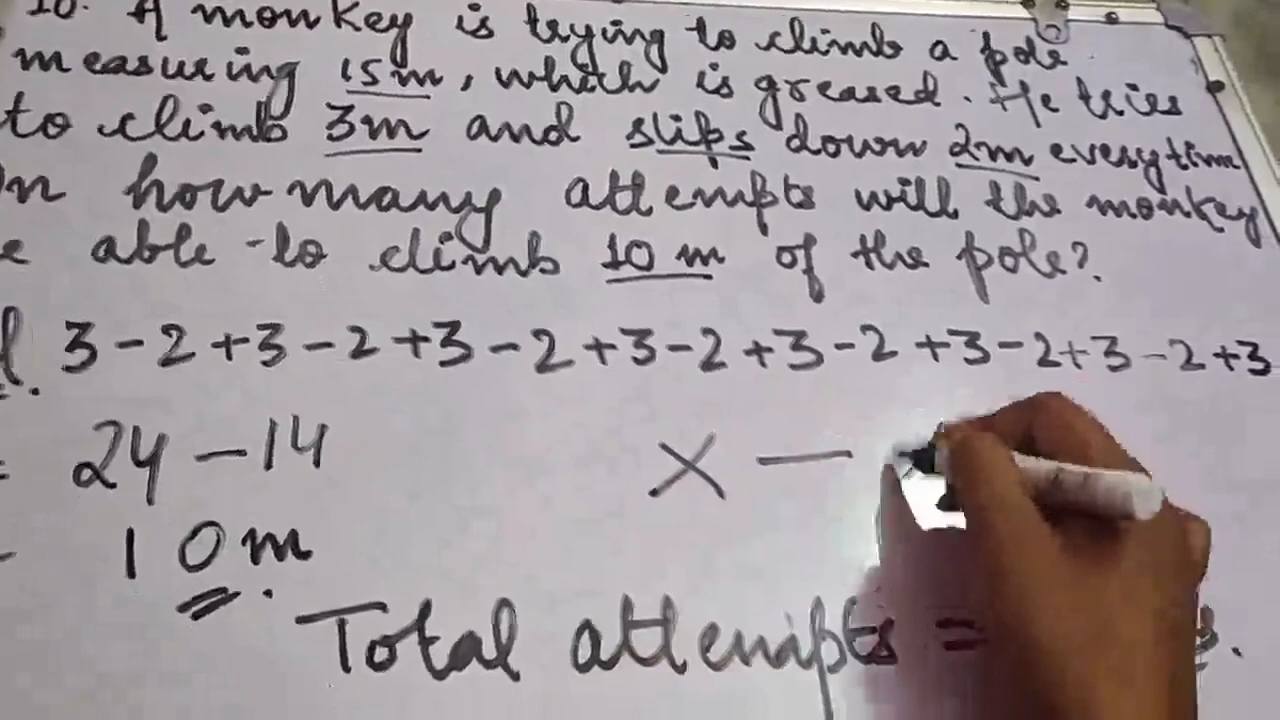 10. A monkey is trying to climb a pole
measuring 15m, which is greased. He tries
to climb 3m and slips down 2m everytim
n how many attempts will the monkey
e able to climb 10 m of the pole?
3-2+3-2+3-2+3-2+3-2+3-2+3-2+3
= 24-14
X —
10m
Total attempts =